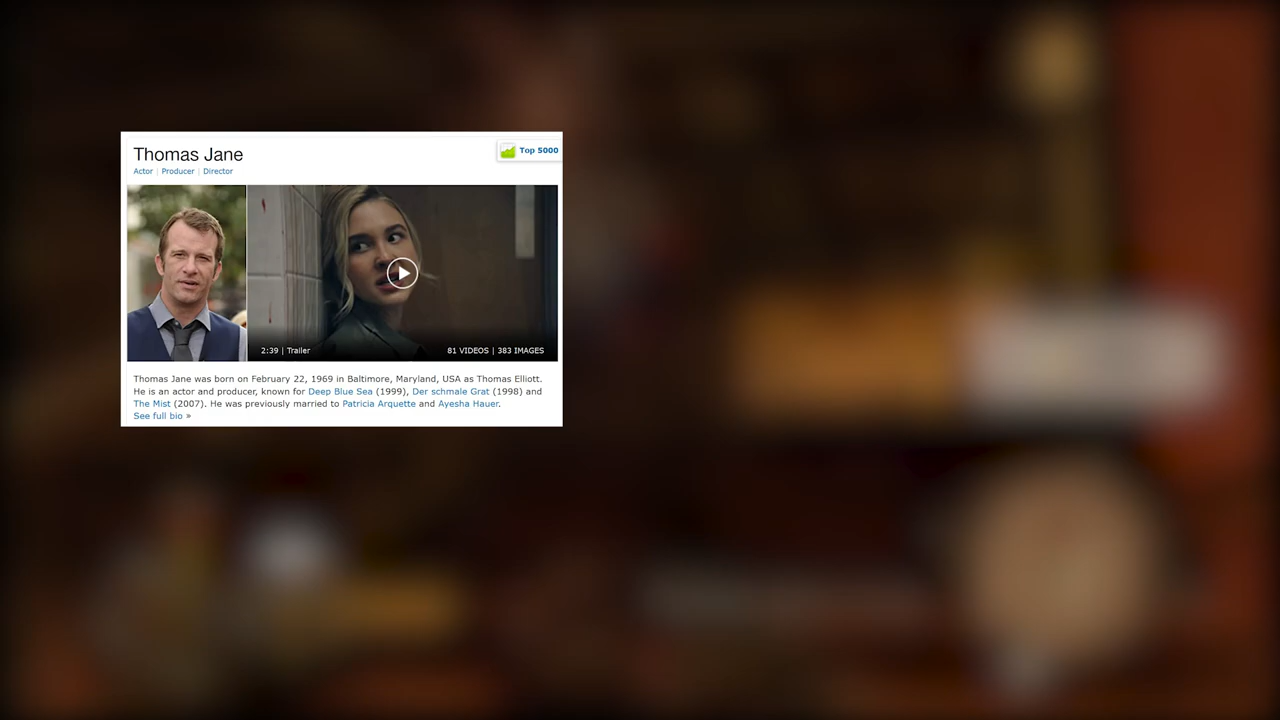 Thomas Jane
Top 5000
Actor | Producer | Director
2:39 | Trailer
81 VIDEOS | 383 IMAGES
Thomas Jane was born on February 22, 1969 in Baltimore, Maryland, USA as Thomas Elliott.
He is an actor and producer, known for Deep Blue Sea (1999), Der schmale Grat (1998) and
The Mist (2007). He was previously married to Patricia Arquette and Ayesha Hauer.
See full bio »